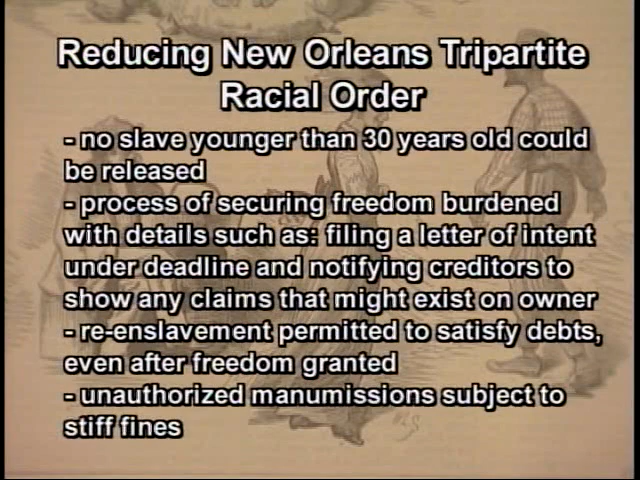 Reducing New Orleans Tripartite
Racial Order
- no slave younger than 30 years old could
be released
- process of securing freedom burdened
with details such as: filing a letter of intent
under deadline and notifying creditors to
show any claims that might exist on owner
- re-enslavement permitted to satisfy debts,
even after freedom granted
- unauthorized manumissions subject to
stiff fines